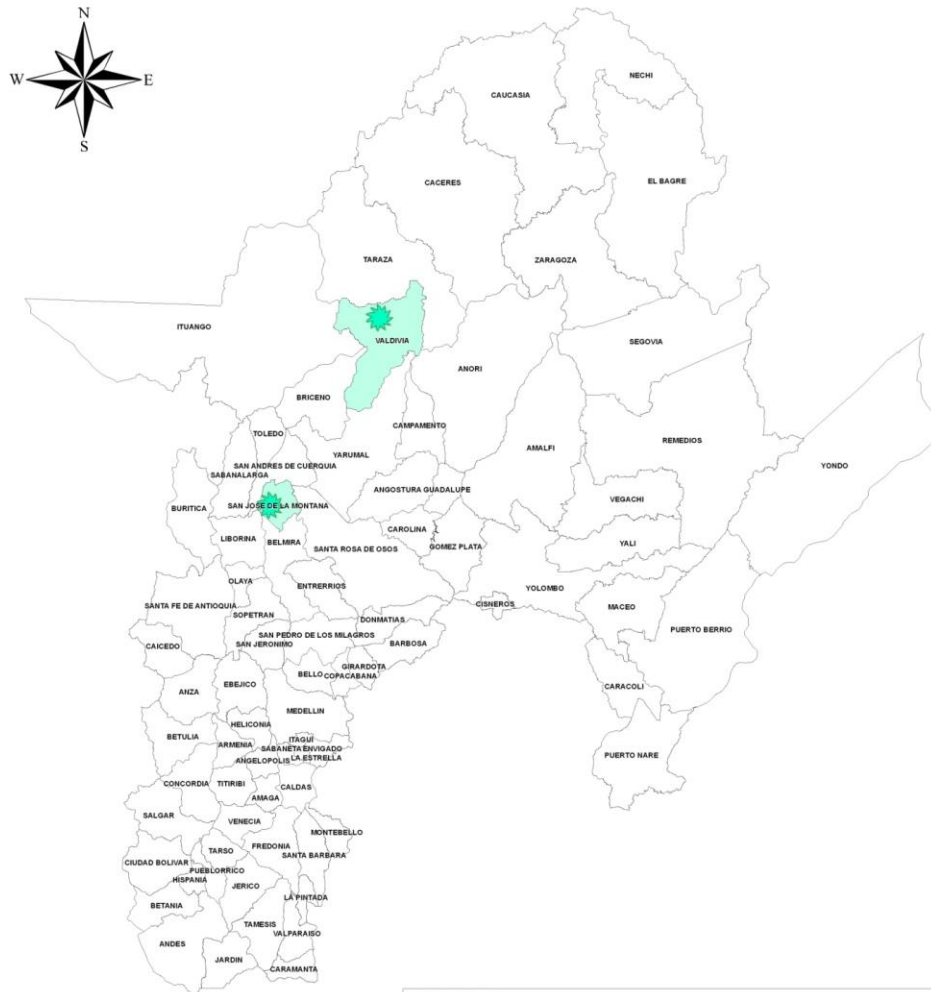 N
W E
S
NECHI
CAUCASIA
CACERES
EL BAGRE
TARAZA
ZARAGOZA
ITUANGO
VALDIVIA
SEGOVIA
ANORI
BRICENO
CAMPAMENTO
TOLEDO
AMALFI
REMEDIOS
YARUMAL
SAN ANDRES DE CUERQUIA
YONDO
SABANALARGA
ANGOSTURA GUADALUPE
VEGACHI
BURITICA
SAN JOSE DE LA MONTANA
CAROLINA
LIBORINA
BELMIRA
SANTA ROSA DE OSOS
GOMEZ PLATA
YALI
OLAYA
ENTRERRIOS
YOLOMBO
CISNEROS
SANTA FE DE ANTIOQUIA
SOPETRAN
MACEO
DONMATIAS
PUERTO BERRIO
SAN PEDRO DE LOS MILAGROS
CAICEDO
SAN JERONIMO
BARBOSA
GIRARDOTA
BELLO
COPACABANA
EBEJICO
CARACOLI
ANZA
MEDELLIN
HELICONIA
BETULIA
ARMENIA
ITAGUI
SABANETA ENVIGADO
PUERTO NARE
ANGELOPOLIS
LA ESTRELLA
CONCORDIA
TITIRIBI
CALDAS
AMAGA
SALGAR
VENECIA
MONTEBELLO
FREDONIA
TARSO
SANTA BARBARA
CIUDAD BOLIVAR
PUEBLORRICO
HISPANIA
JERICO
BETANIA
LA PINTADA
TAMESIS
VALPARAISO
ANDES
JARDIN
CARAMANTA